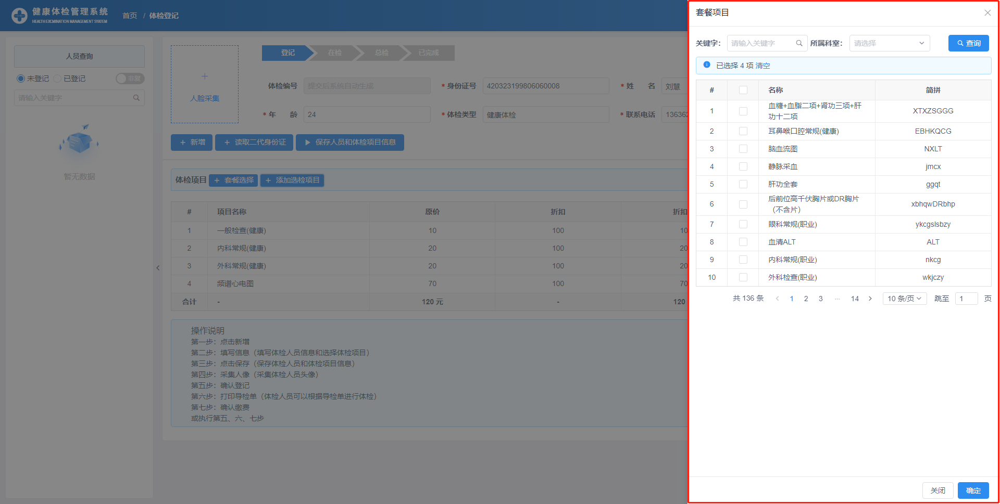 健康体检管理系统
HEALTH EXCMINATION MANAGEMENT SYATEM
首页 / 体检登记
人员查询
未登记 已登记 非复
请输入关键字
暂无数据
登记 在检 总检 已完成
+
人脸采集
体检编号 提交后系统自动生成 * 身份证号 420323199806060008 * 姓 名 刘慧
* 年 龄 24 * 体检类型 健康体检 * 联系电话 13636
+ 新增 + 读取二代身份证 保存人员和体检项目信息
体检项目 + 套餐选择 + 添加选检项目
# 项目名称 原价 折扣 折扣
1 一般检查(健康) 10 100 10
2 内科常规(健康) 20 100 20
3 外科常规(健康) 20 100 20
4 频谱心电图 70 100 70
合计 - 120 元 - 120
操作说明
第一步：点击新增
第二步：填写信息（填写体检人员信息和选择体检项目）
第三步：点击保存（保存体检人员和体检项目信息）
第四步：采集人像（采集体检人员头像）
第五步：确认登记
第六步：打印导检单（体检人员可以根据导检单进行体检）
第七步：确认缴费
或执行第五、六、七步
套餐项目
关键字： 请输入关键字 所属科室： 请选择 查询
已选择 4 项 清空
# 名称 简拼
1 血糖+血脂二项+肾功三项+肝功十二项 XTXZSGGG
2 耳鼻喉口腔常规(健康) EBHKQCG
3 脑血流图 NXLT
4 静脉采血 jmcx
5 肝功全套 ggqt
6 后前位高千伏胸片或DR胸片（不含片） xbhqwDRbhp
7 眼科常规(职业) ykcgslsbzy
8 血清ALT ALT
9 内科常规(职业) nkcg
10 外科检查(职业) wkjczy
共 136 条 1 2 3 ··· 14 10 条/页 跳至 1 页
关闭 确定